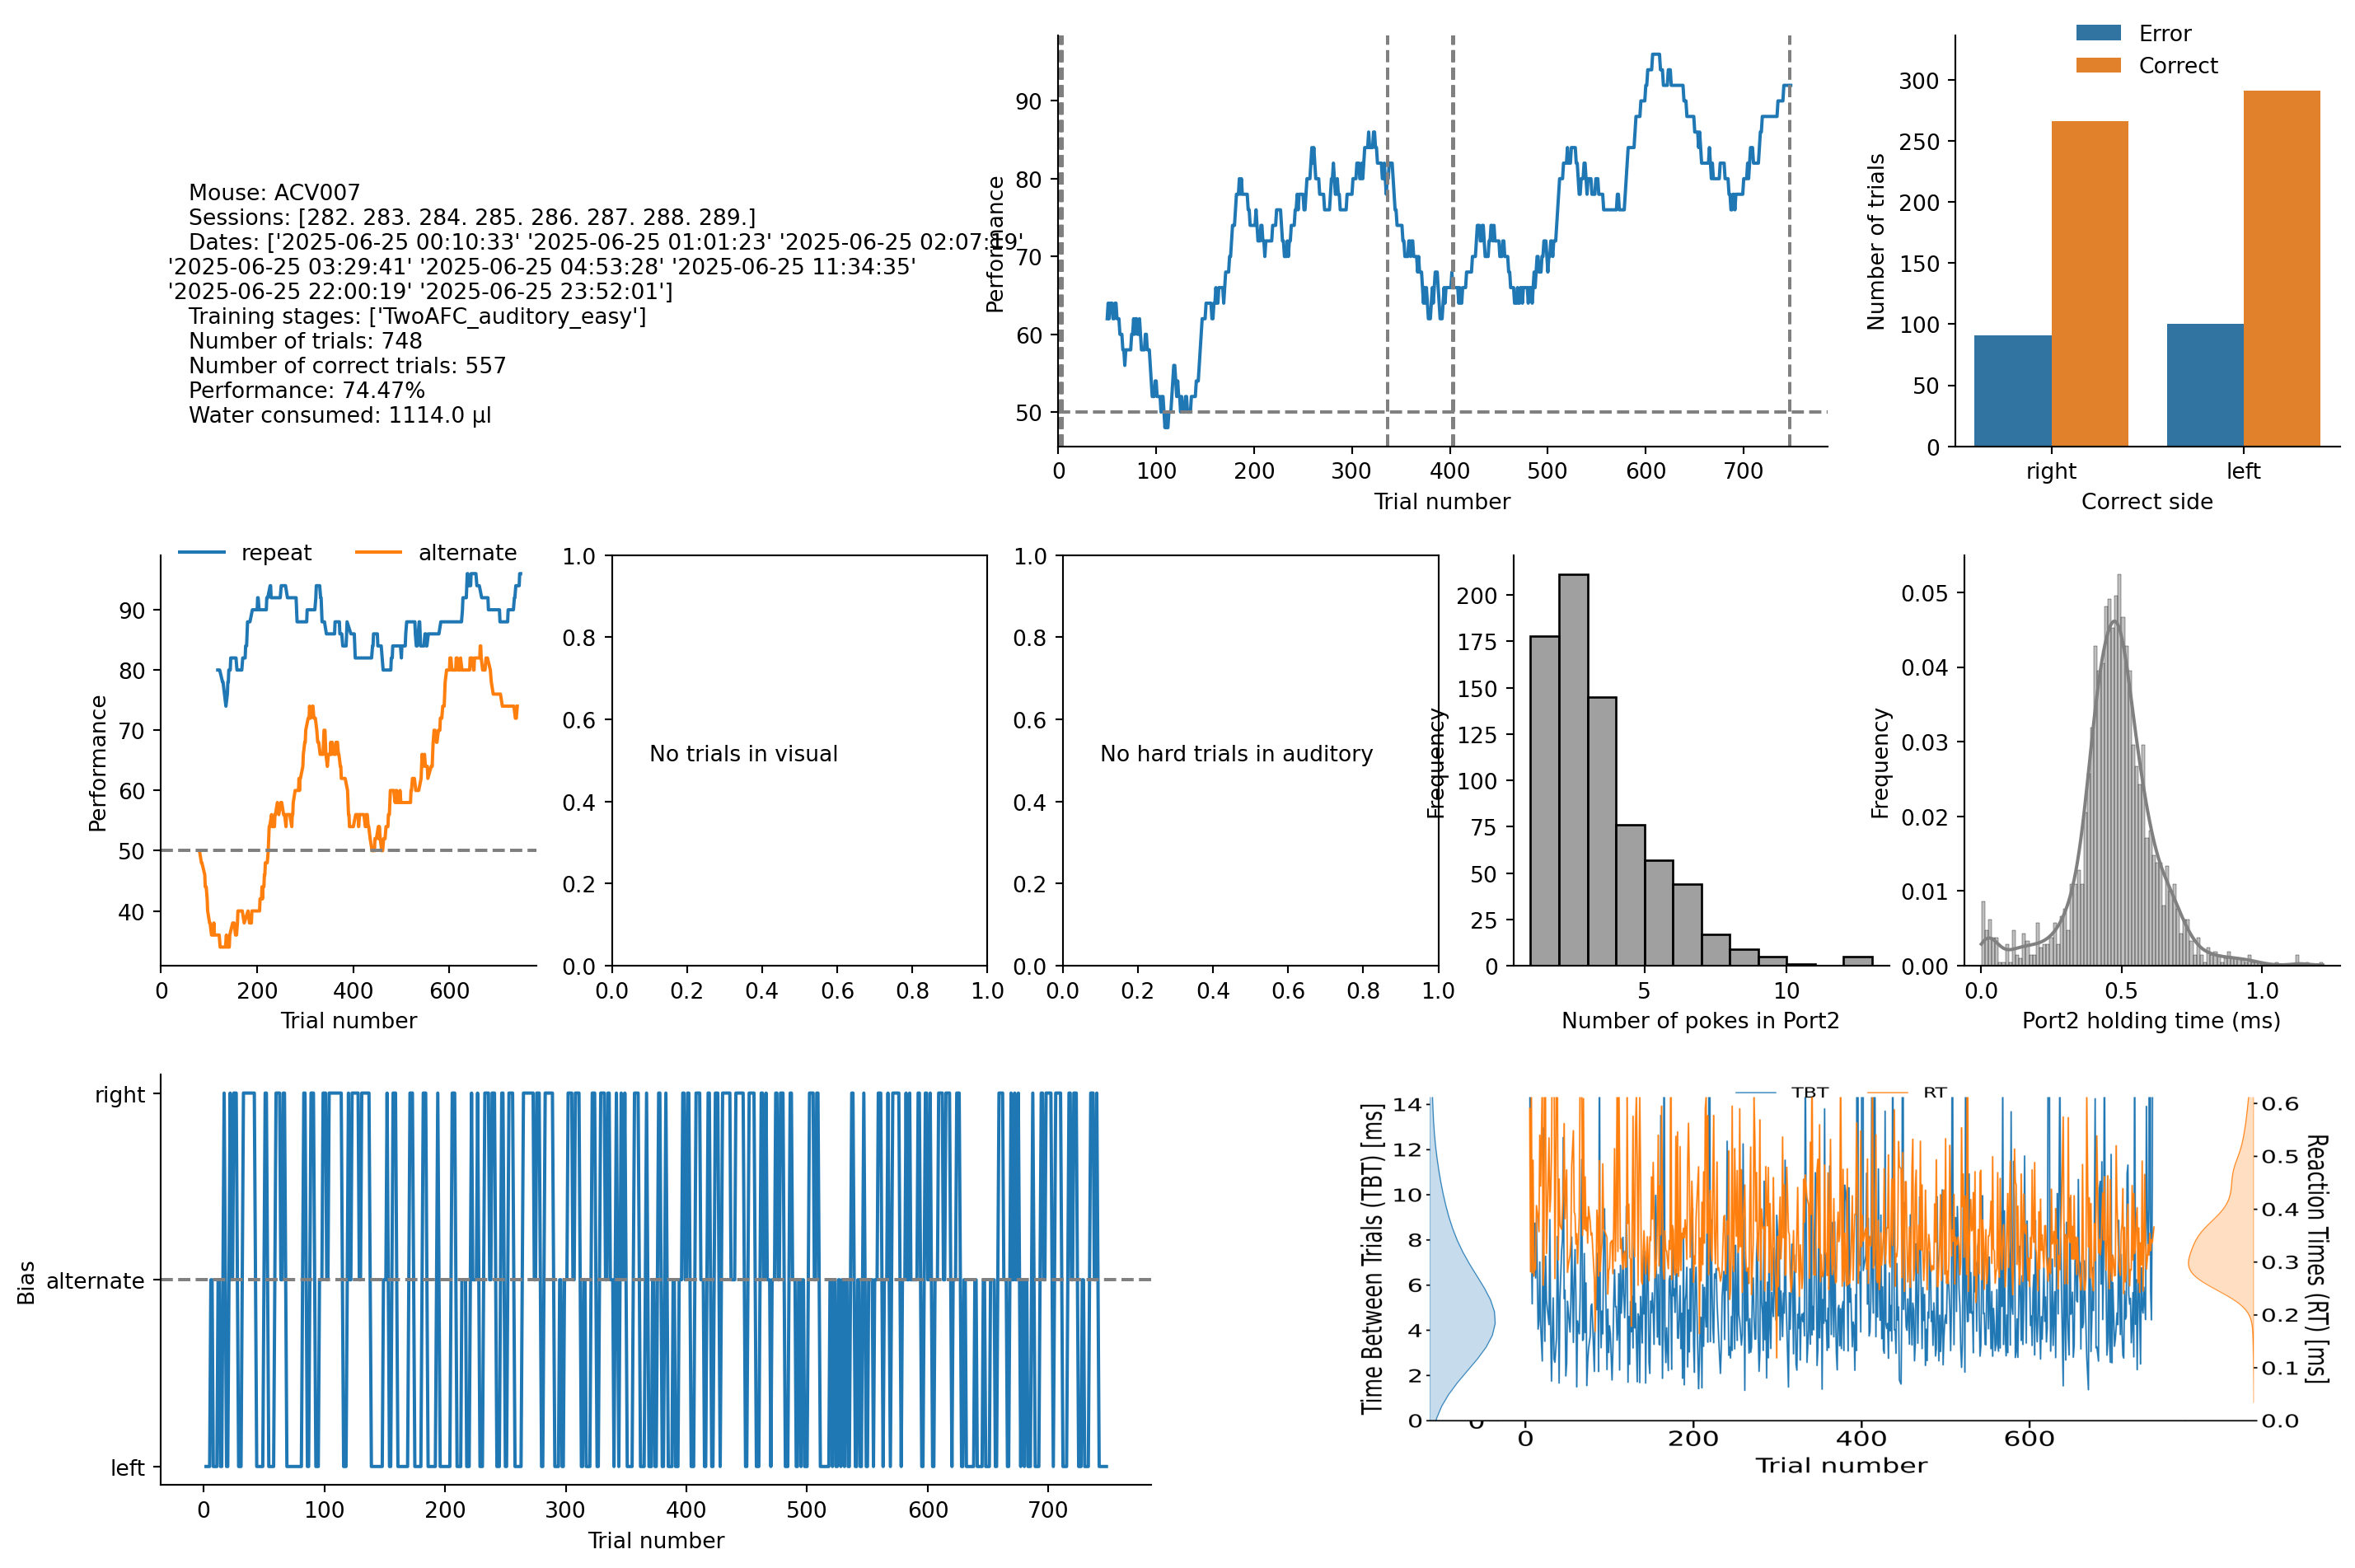 Mouse: ACV007
Sessions: [282. 283. 284. 285. 286. 287. 288. 289.]
Dates: ['2025-06-25 00:10:33' '2025-06-25 01:01:23' '2025-06-25 02:07:19'
'2025-06-25 03:29:41' '2025-06-25 04:53:28' '2025-06-25 11:34:35'
'2025-06-25 22:00:19' '2025-06-25 23:52:01']
Training stages: ['TwoAFC_auditory_easy']
Number of trials: 748
Number of correct trials: 557
Performance: 74.47%
Water consumed: 1114.0 μl
Performance
90
80
70
60
50
0 100 200 300 400 500 600 700
Trial number
Error
Correct
Number of trials
300
250
200
150
100
50
0
right left
Correct side
repeat alternate
Performance
90
80
70
60
50
40
0 200 400 600
Trial number
1.0
0.8
0.6
0.4
0.2
0.0
No trials in visual
0.0 0.2 0.4 0.6 0.8 1.0
1.0
0.8
0.6
0.4
0.2
0.0
No hard trials in auditory
0.0 0.2 0.4 0.6 0.8 1.0
Frequency
200
175
150
125
100
75
50
25
0
5 10
Number of pokes in Port2
Frequency
0.05
0.04
0.03
0.02
0.01
0.00
0.0 0.5 1.0
Port2 holding time (ms)
Bias
right
alternate
left
0 100 200 300 400 500 600 700
Trial number
TBT RT
Time Between Trials (TBT) [ms]
14
12
10
8
6
4
2
0
0 200 400 600
Trial number
0.6
0.5
0.4
0.3
0.2
0.1
0.0
Reaction Times (RT) [ms]